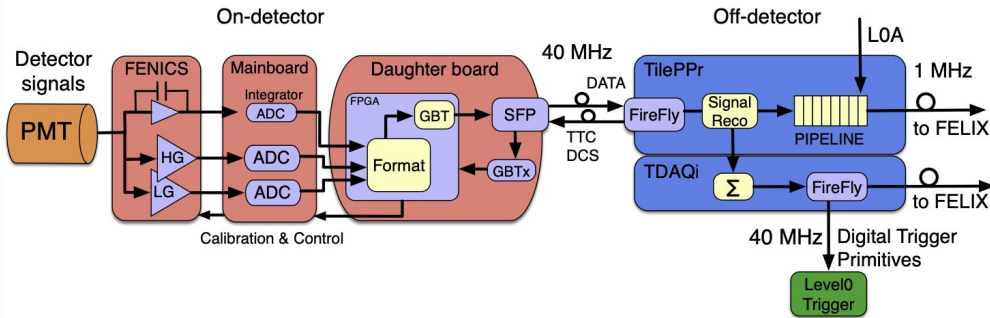 On-detector
Off-detector
Detector
signals
PMT
FENICS
HG
LG
Mainboard
Integrator
ADC
ADC
ADC
Calibration & Control
Daughter board
FPGA
GBT
Format
SFP
GBTx
40 MHz
DATA
TTC
DCS
TilePPr
FireFly
Signal
Reco
PIPELINE
L0A
1 MHz
to FELIX
TDAQi
Σ
FireFly
to FELIX
40 MHz
Digital Trigger
Primitives
Level0
Trigger